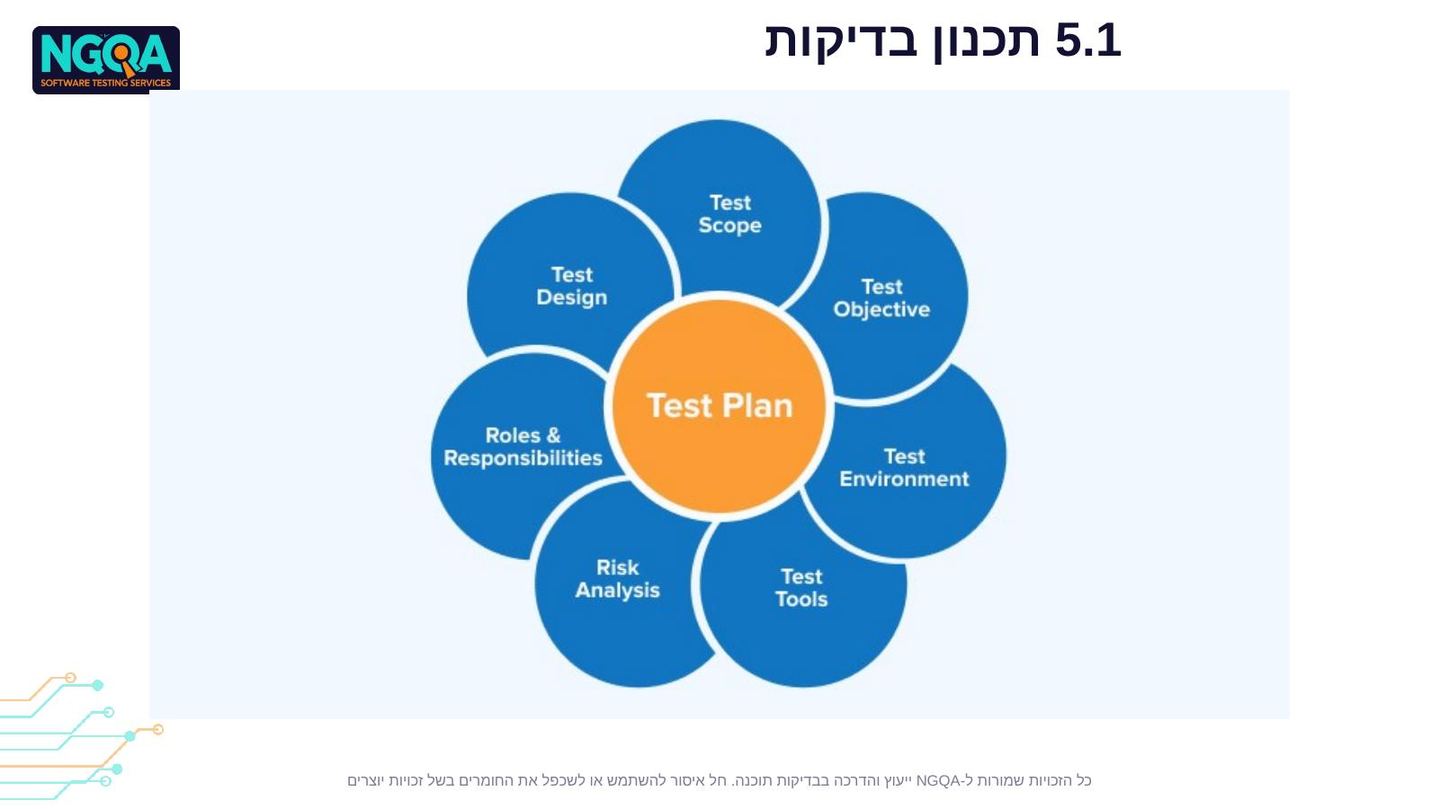 5.1 תכנון בדיקות
NGQA
SOFTWARE TESTING SERVICES
Test
Scope
Test
Objective
Test
Environment
Test
Tools
Risk
Analysis
Roles &
Responsibilities
Test
Design
Test Plan
כל הזכויות שמורות ל-NGQA ייעוץ והדרכה בבדיקות תוכנה. חל איסור להשתמש או לשכפל את החומרים בשל זכויות יוצרים